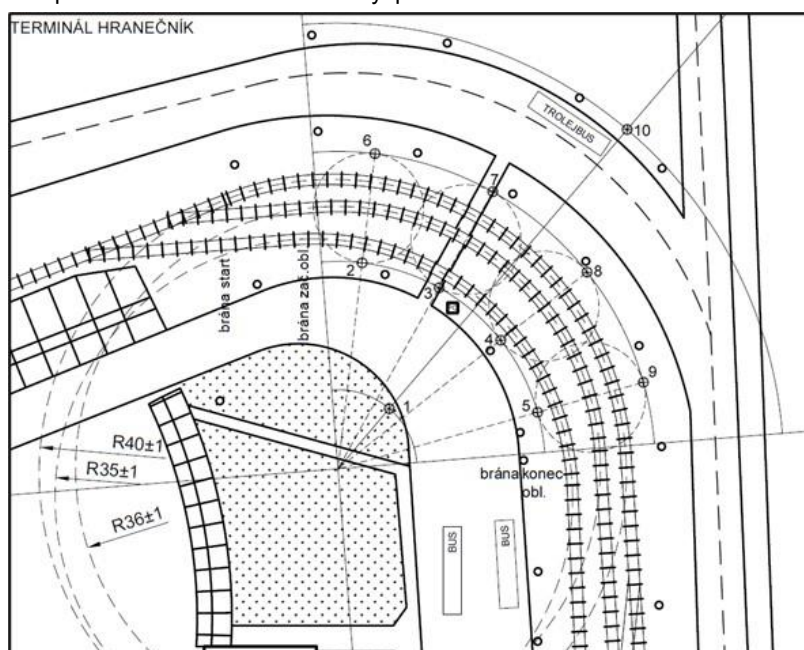 TERMINÁL HRANEČNÍK
TROLEJBUS
10
6
7
2
8
3
brána start
brána zač.obl.
4
9
5
1
R40±1
R35±1
brána konec
obl.
R36±1
BUS
BUS